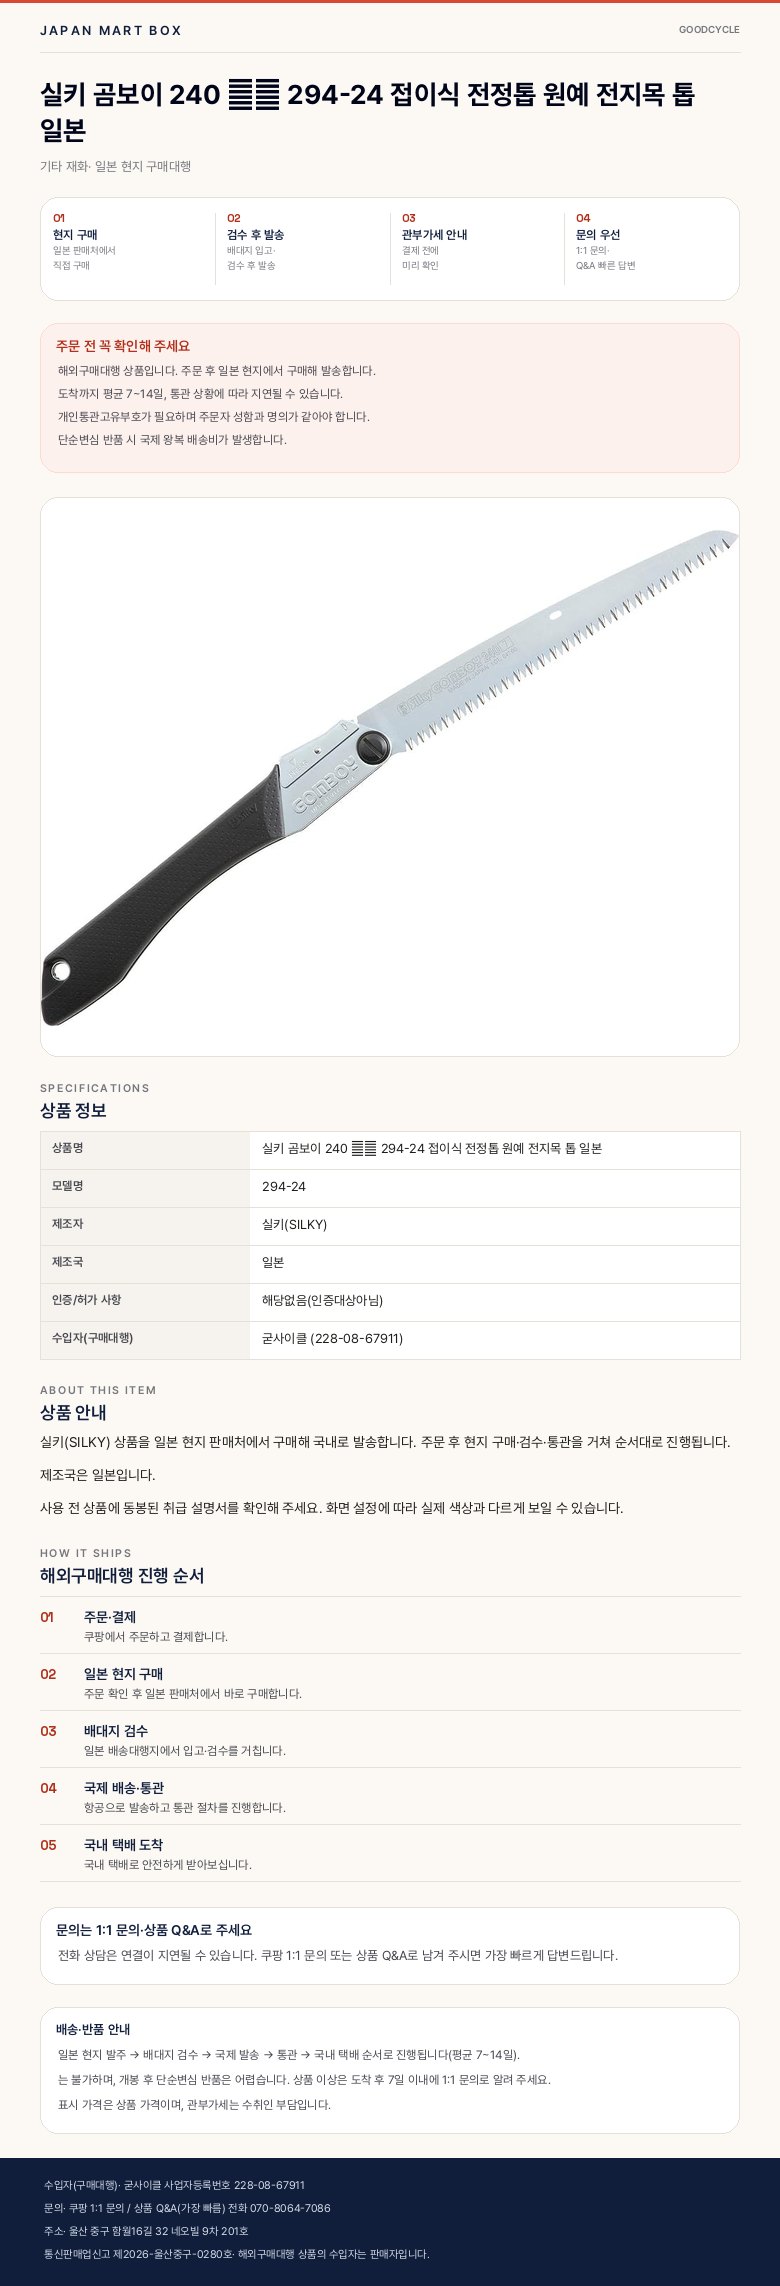 JAPAN MART BOX
GOODCYCLE
실키 곰보이 240 294-24 접이식 전정톱 원예 전지목 톱
일본
기타 재화· 일본 현지 구매대행
01
현지 구매
일본 판매처에서
직접 구매
02
검수 후 발송
배대지 입고·
검수 후 발송
03
관부가세 안내
결제 전에
미리 확인
04
문의 우선
1:1 문의·
Q&A 빠른 답변
주문 전 꼭 확인해 주세요
해외구매대행 상품입니다. 주문 후 일본 현지에서 구매해 발송합니다.
도착까지 평균 7~14일, 통관 상황에 따라 지연될 수 있습니다.
개인통관고유부호가 필요하며 주문자 성함과 명의가 같아야 합니다.
단순변심 반품 시 국제 왕복 배송비가 발생합니다.
Silky GOMBOY 240
GOMBOY
SPECIFICATIONS
상품 정보
상품명 실키 곰보이 240 294-24 접이식 전정톱 원예 전지목 톱 일본
모델명 294-24
제조자 실키(SILKY)
제조국 일본
인증/허가 사항 해당없음(인증대상아님)
수입자(구매대행) 굳사이클 (228-08-67911)
ABOUT THIS ITEM
상품 안내
실키(SILKY) 상품을 일본 현지 판매처에서 구매해 국내로 발송합니다. 주문 후 현지 구매·검수·통관을 거쳐 순서대로 진행됩니다.
제조국은 일본입니다.
사용 전 상품에 동봉된 취급 설명서를 확인해 주세요. 화면 설정에 따라 실제 색상과 다르게 보일 수 있습니다.
HOW IT SHIPS
해외구매대행 진행 순서
01 주문·결제
쿠팡에서 주문하고 결제합니다.
02 일본 현지 구매
주문 확인 후 일본 판매처에서 바로 구매합니다.
03 배대지 검수
일본 배송대행지에서 입고·검수를 거칩니다.
04 국제 배송·통관
항공으로 발송하고 통관 절차를 진행합니다.
05 국내 택배 도착
국내 택배로 안전하게 받아보십니다.
문의는 1:1 문의·상품 Q&A로 주세요
전화 상담은 연결이 지연될 수 있습니다. 쿠팡 1:1 문의 또는 상품 Q&A로 남겨 주시면 가장 빠르게 답변드립니다.
배송·반품 안내
일본 현지 발주 → 배대지 검수 → 국제 발송 → 통관 → 국내 택배 순서로 진행됩니다(평균 7~14일).
는 불가하며, 개봉 후 단순변심 반품은 어렵습니다. 상품 이상은 도착 후 7일 이내에 1:1 문의로 알려 주세요.
표시 가격은 상품 가격이며, 관부가세는 수취인 부담입니다.
수입자(구매대행)· 굳사이클 사업자등록번호 228-08-67911
문의· 쿠팡 1:1 문의 / 상품 Q&A(가장 빠름) 전화 070-8064-7086
주소· 울산 중구 함월16길 32 네오빌 9차 201호
통신판매업신고 제2026-울산중구-0280호· 해외구매대행 상품의 수입자는 판매자입니다.